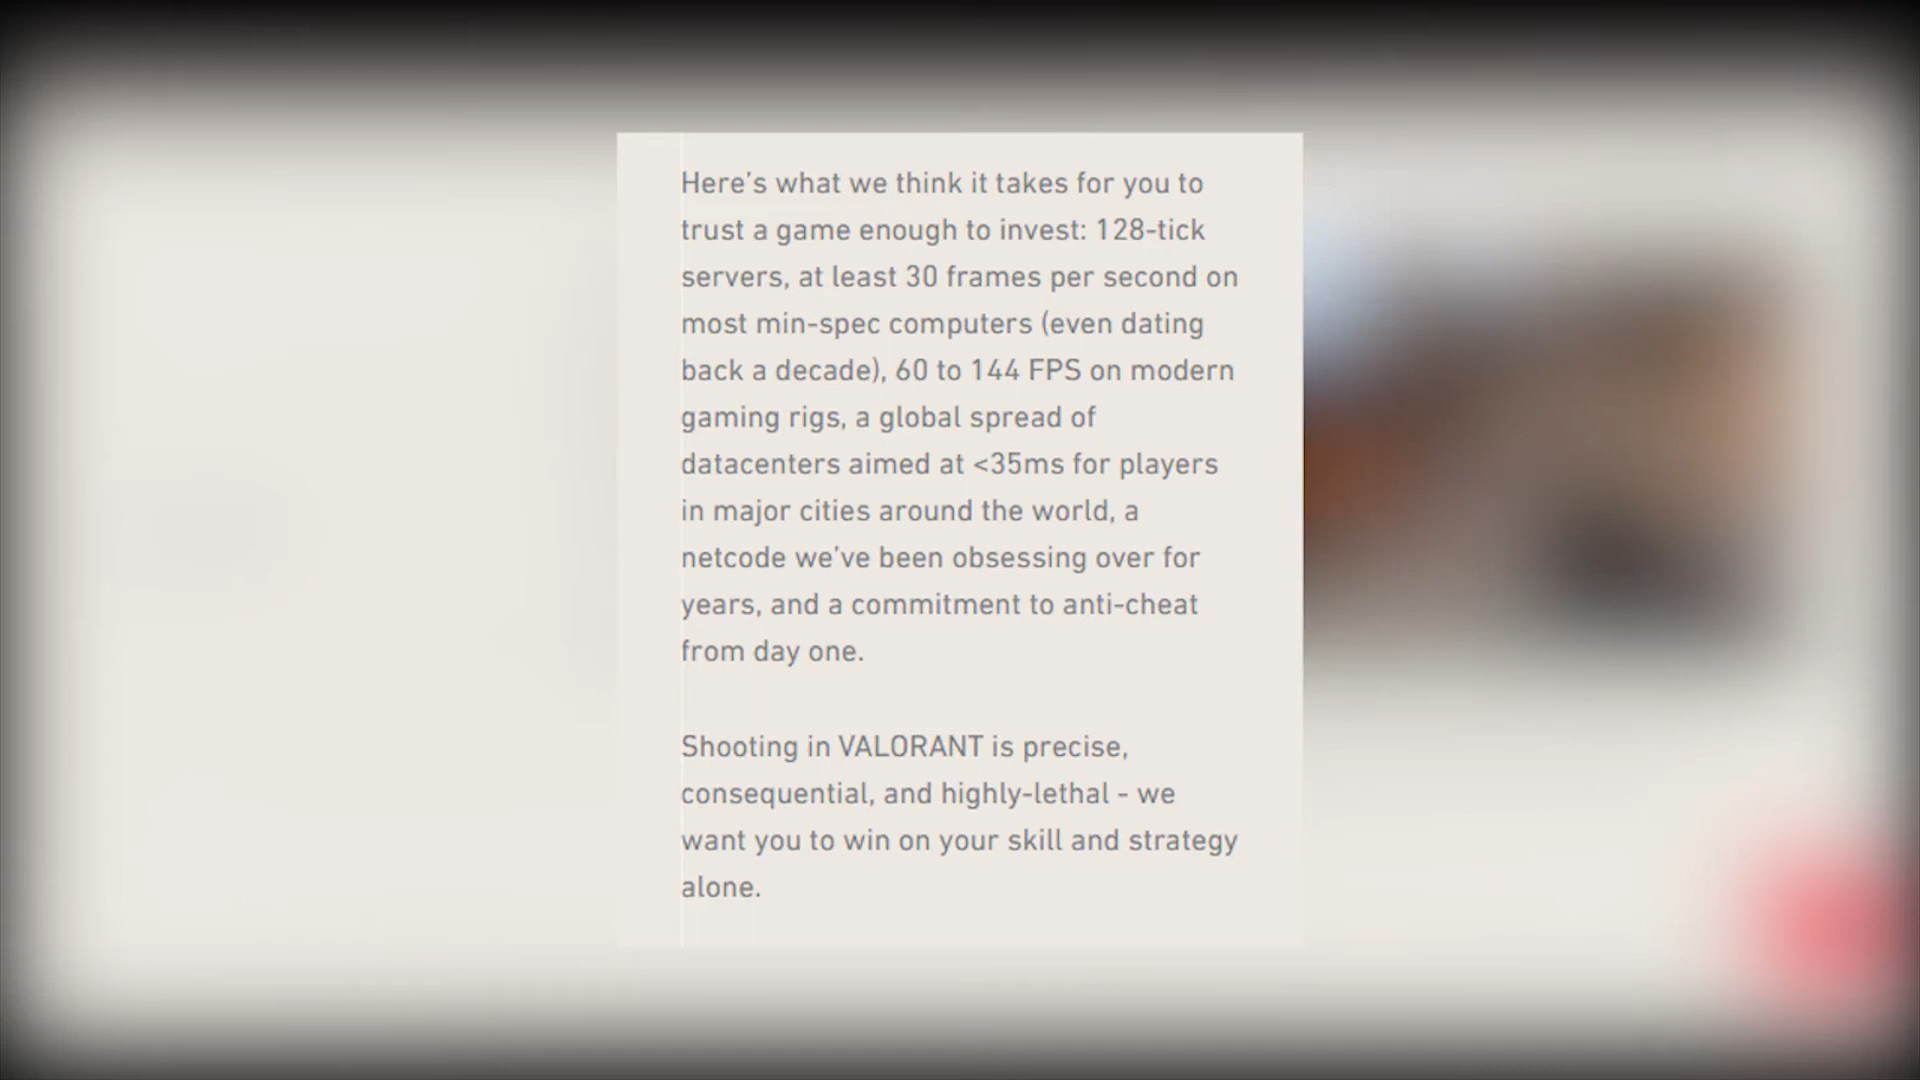 Here’s what we think it takes for you to
trust a game enough to invest: 128-tick
servers, at least 30 frames per second on
most min-spec computers (even dating
back a decade), 60 to 144 FPS on modern
gaming rigs, a global spread of
datacenters aimed at <35ms for players
in major cities around the world, a
netcode we’ve been obsessing over for
years, and a commitment to anti-cheat
from day one.
Shooting in VALORANT is precise,
consequential, and highly-lethal - we
want you to win on your skill and strategy
alone.